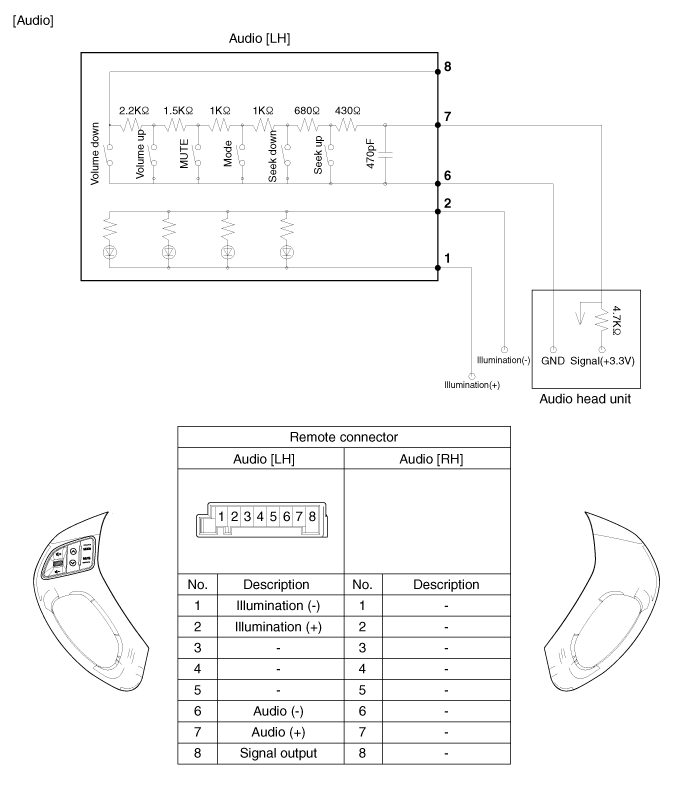 [Audio]
Audio [LH]
8
2.2KΩ 1.5KΩ 1KΩ 1KΩ 680Ω 430Ω
7
Volume down
Volume up
MUTE
Mode
Seek down
Seek up
470pF
6
2
1
4.7KΩ
Illumination(-)
GND Signal(+3.3V)
Illumination(+)
Audio head unit
Remote connector
Audio [LH] Audio [RH]
1 2 3 4 5 6 7 8
No. Description No. Description
1 Illumination (-) 1 -
2 Illumination (+) 2 -
3 - 3 -
4 - 4 -
5 - 5 -
6 Audio (-) 6 -
7 Audio (+) 7 -
8 Signal output 8 -